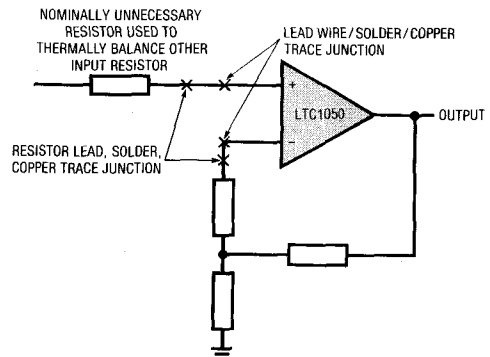 NOMINALLY UNNECESSARY
RESISTOR USED TO
THERMALLY BALANCE OTHER
INPUT RESISTOR
LEAD WIRE/SOLDER/COPPER
TRACE JUNCTION
+
LTC1050
OUTPUT
−
RESISTOR LEAD, SOLDER,
COPPER TRACE JUNCTION